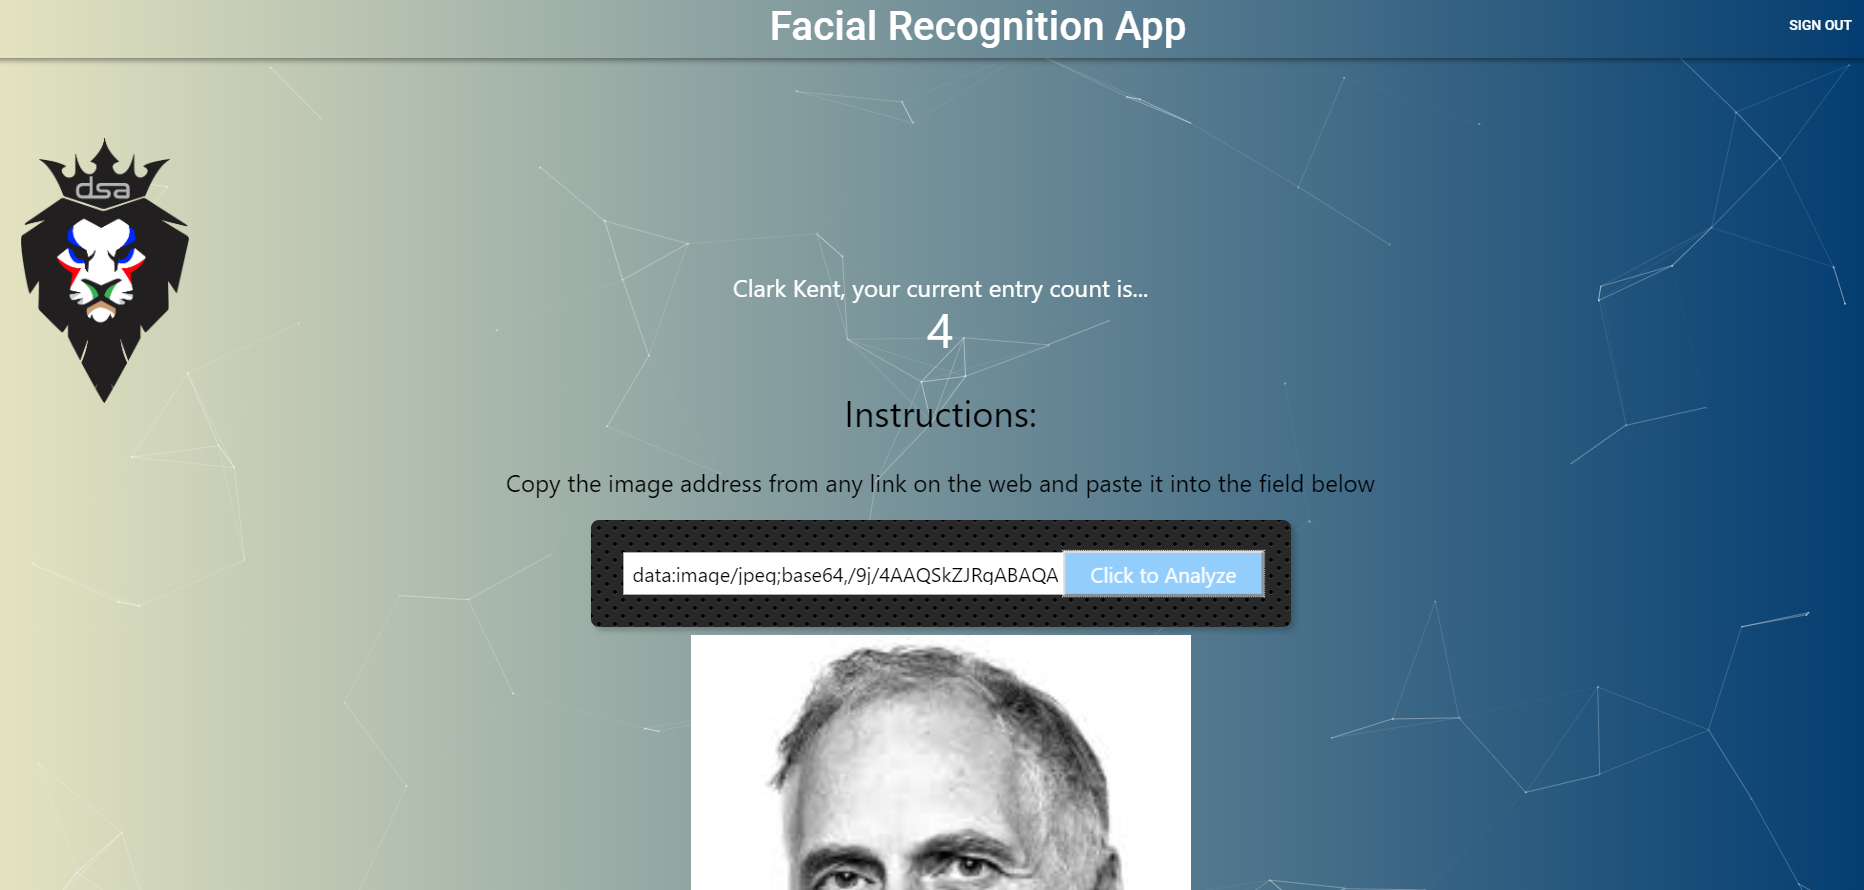 Facial Recognition App
SIGN OUT
dsa
Clark Kent, your current entry count is...
4
Instructions:
Copy the image address from any link on the web and paste it into the field below
data:image/jpeg;base64,/9j/4AAQSkZJRgABAQA
Click to Analyze